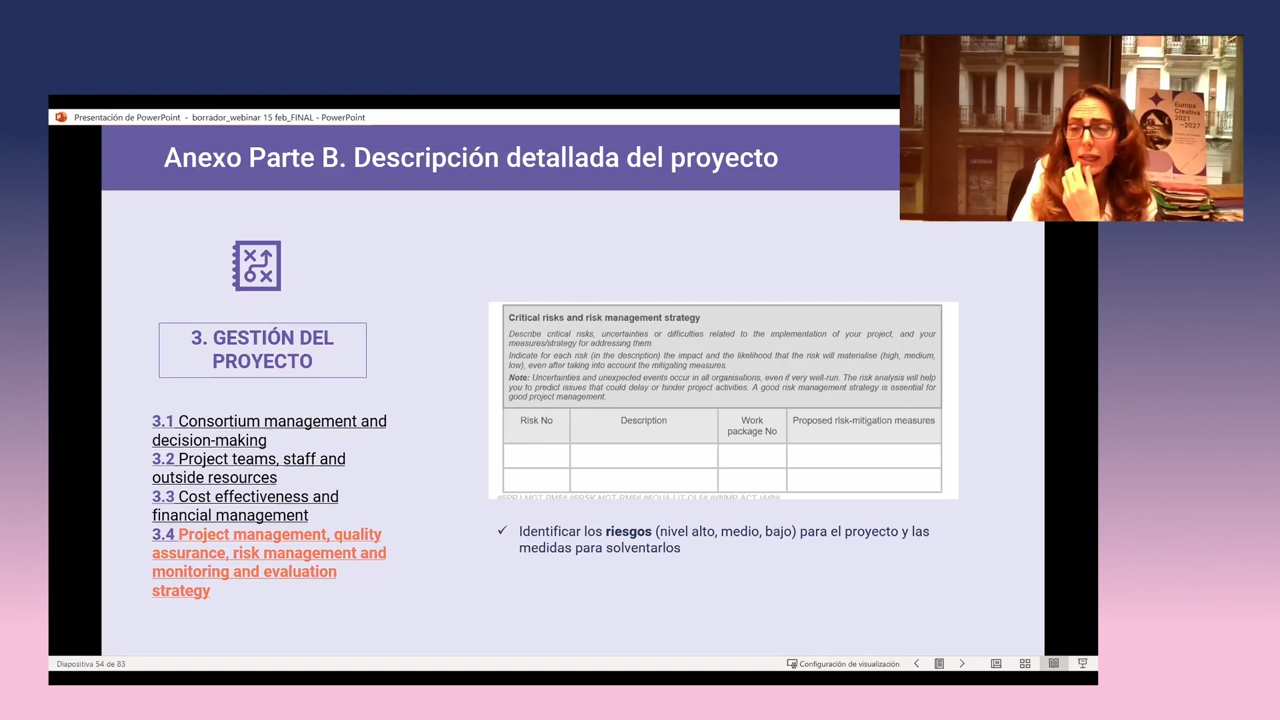 Presentación de PowerPoint - borrador_webinar 15 feb_FINAL - PowerPoint
Anexo Parte B. Descripción detallada del proyecto
Europa
Creativa
2021
-2027
3. GESTIÓN DEL
PROYECTO
3.1 Consortium management and
decision-making
3.2 Project teams, staff and
outside resources
3.3 Cost effectiveness and
financial management
3.4 Project management, quality
assurance, risk management and
monitoring and evaluation
strategy
Critical risks and risk management strategy
Describe critical risks, uncertainties or difficulties related to the implementation of your project, and your
measures/strategy for addressing them.
Indicate for each risk (in the description) the impact and the likelihood that the risk will materialise (high, medium,
low), even after taking into account the mitigating measures.
Note: Uncertainties and unexpected events occur in all organisations, even if very well-run. The risk analysis will help
you to predict issues that could delay or hinder project activities. A good risk management strategy is essential for
good project management.
Risk No
Description
Work
package No
Proposed risk-mitigation measures
✓ Identificar los riesgos (nivel alto, medio, bajo) para el proyecto y las
medidas para solventarlos
Diapositiva 54 de 83
Configuración de visualización